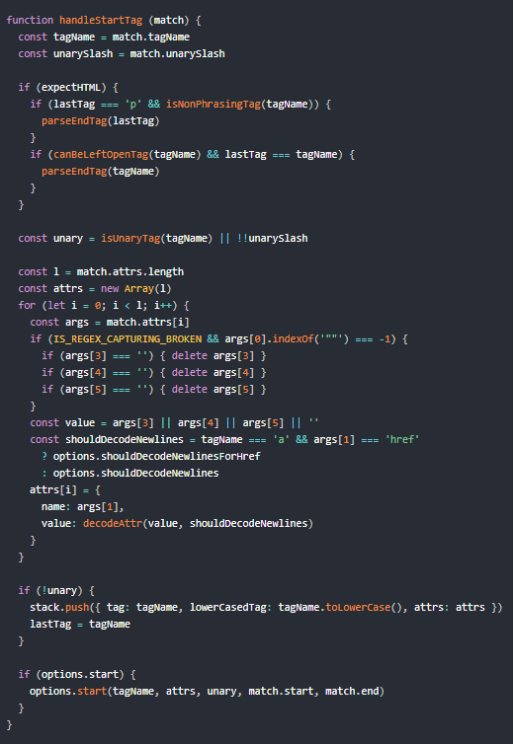 function handleStartTag (match) {
  const tagName = match.tagName
  const unarySlash = match.unarySlash

  if (expectHTML) {
    if (lastTag === 'p' && isNonPhrasingTag(tagName)) {
      parseEndTag(lastTag)
    }
    if (canBeLeftOpenTag(tagName) && lastTag === tagName) {
      parseEndTag(tagName)
    }
  }

  const unary = isUnaryTag(tagName) || !!unarySlash

  const l = match.attrs.length
  const attrs = new Array(l)
  for (let i = 0; i < l; i++) {
    const args = match.attrs[i]
    if (IS_REGEX_CAPTURING_BROKEN && args[0].indexOf('""') === -1) {
      if (args[3] === '') { delete args[3] }
      if (args[4] === '') { delete args[4] }
      if (args[5] === '') { delete args[5] }
    }
    const value = args[3] || args[4] || args[5] || ''
    const shouldDecodeNewlines = tagName === 'a' && args[1] === 'href'
      ? options.shouldDecodeNewlinesForHref
      : options.shouldDecodeNewlines
    attrs[i] = {
      name: args[1],
      value: decodeAttr(value, shouldDecodeNewlines)
    }
  }

  if (!unary) {
    stack.push({ tag: tagName, lowerCasedTag: tagName.toLowerCase(), attrs: attrs })
    lastTag = tagName
  }

  if (options.start) {
    options.start(tagName, attrs, unary, match.start, match.end)
  }
}